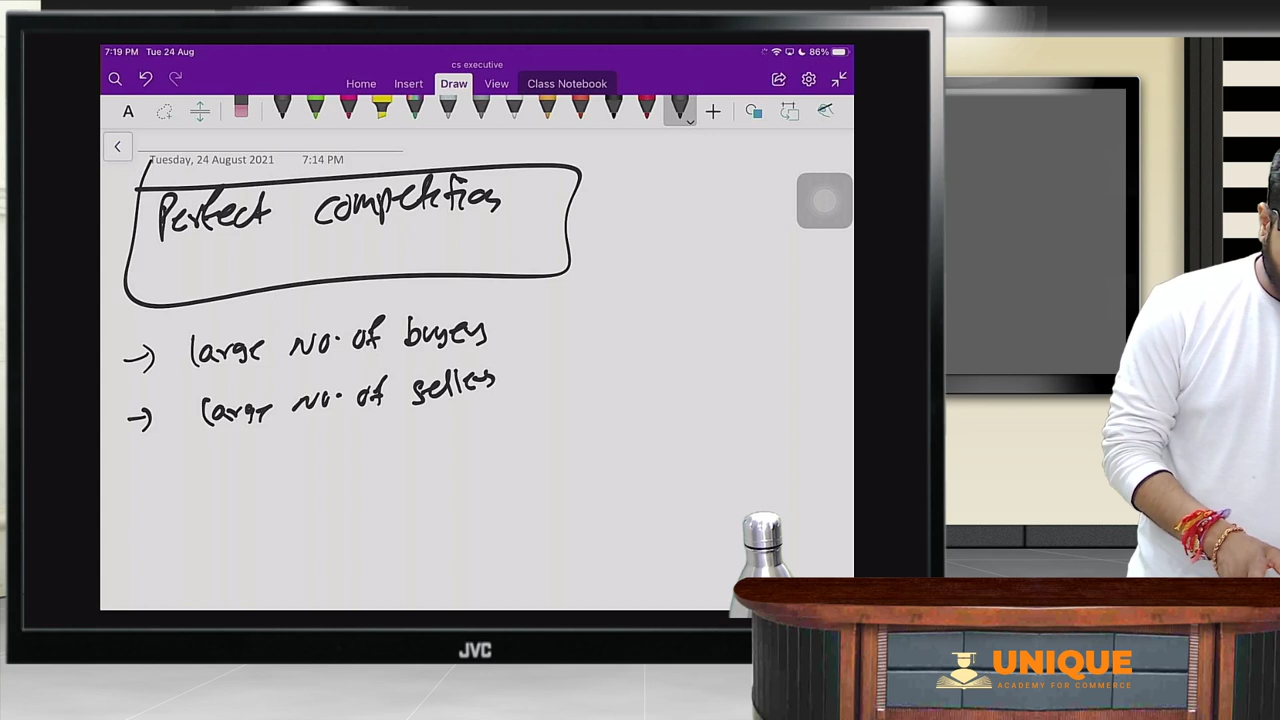 7:19 PM Tue 24 Aug
86%
cs executive
Home Insert Draw View Class Notebook
A
Tuesday, 24 August 2021 7:14 PM
Perfect competition
→ large no. of buyers
→ large no. of sellers
JVC
UNIQUE
ACADEMY FOR COMMERCE